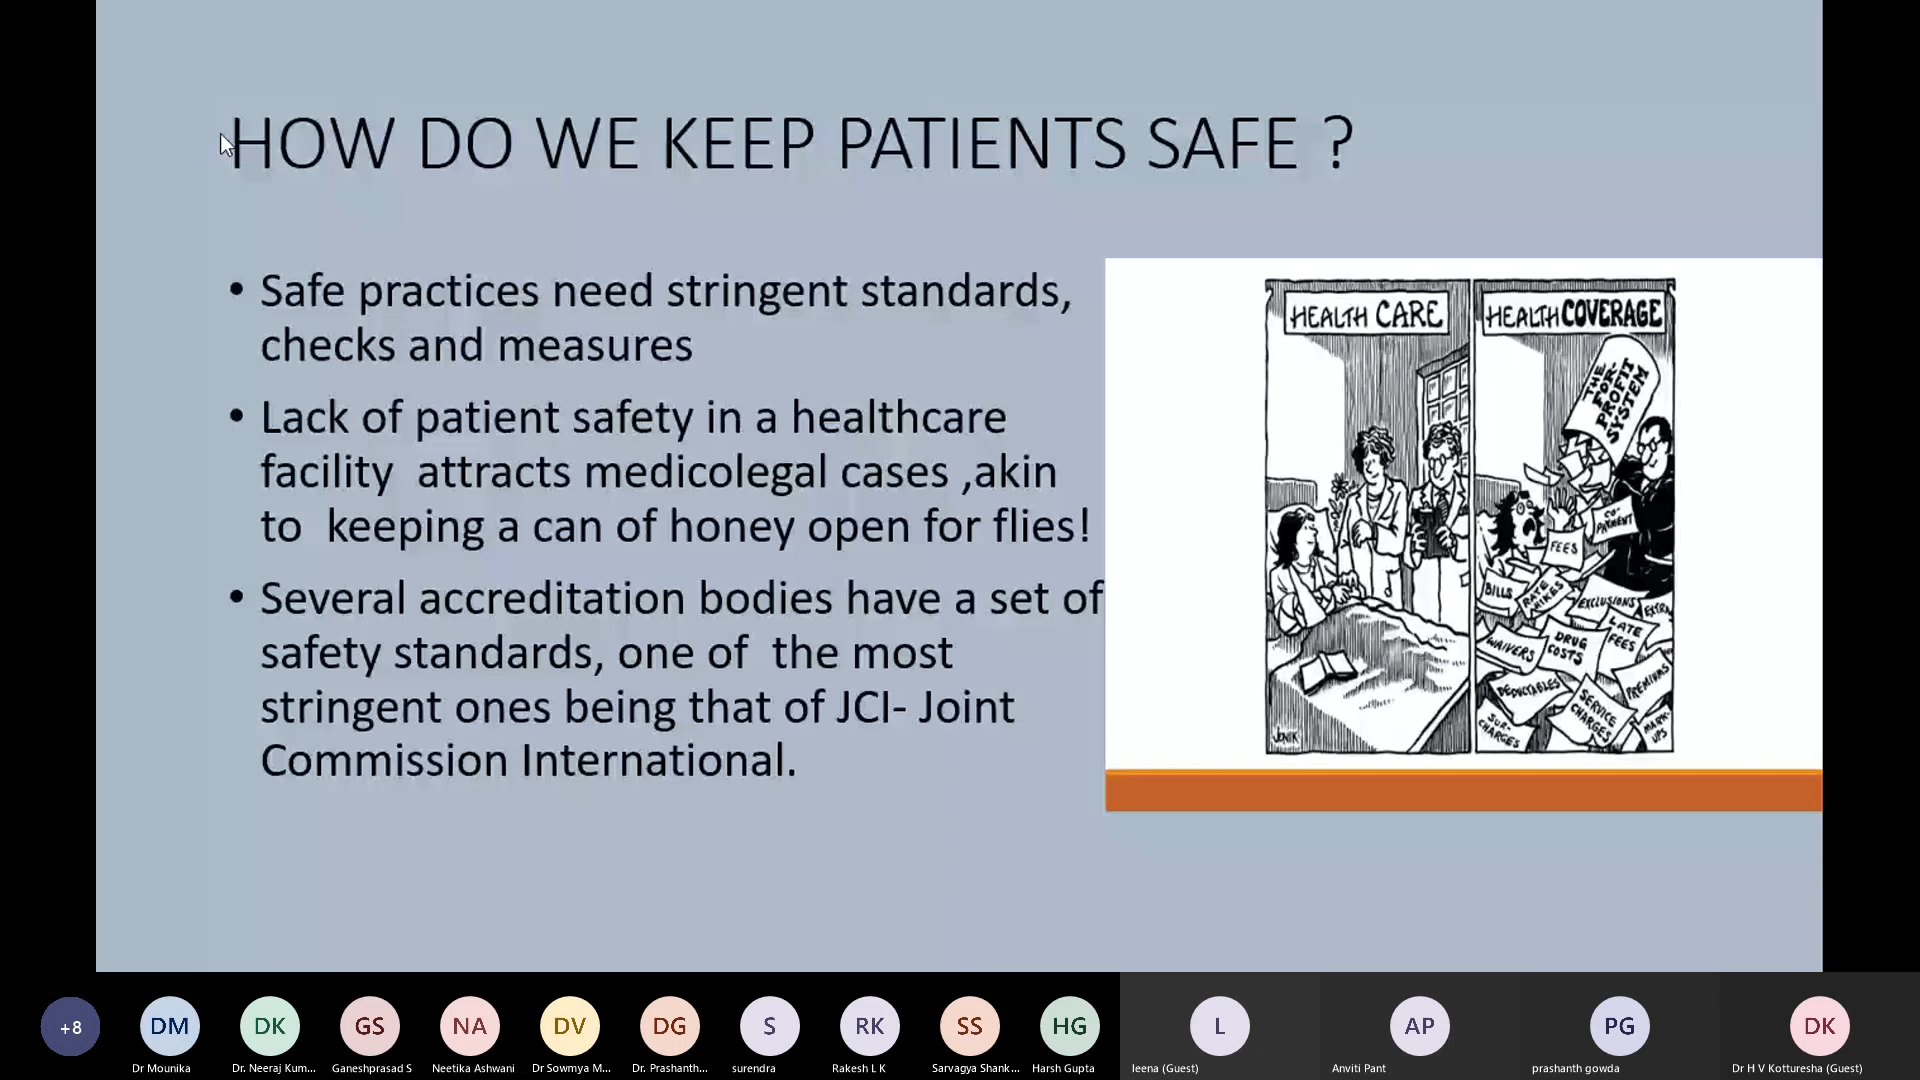 HOW DO WE KEEP PATIENTS SAFE ?
• Safe practices need stringent standards,
checks and measures
• Lack of patient safety in a healthcare
facility  attracts medicolegal cases ,akin
to  keeping a can of honey open for flies!
• Several accreditation bodies have a set of
safety standards, one of  the most
stringent ones being that of JCI- Joint
Commission International.
HEALTH CARE
JONIK
HEALTH COVERAGE
THE
FOR-
PROFIT
SYSTEM
CO-
PAYMENT
FEES
BILLS
RATE
HIKES
EXCLUSIONS
EXTRA
WAIVERS
DRUG
COSTS
LATE
FEES
PREMIUMS
DEDUCTABLES
SERVICE
CHARGES
SUR-
CHARGES
MARK-
UPS
+8
DM
DK
GS
NA
DV
DG
S
RK
SS
HG
L
AP
PG
DK
Dr Mounika
Dr. Neeraj Kum...
Ganeshprasad S
Neetika Ashwani
Dr Sowmya M...
Dr. Prashanth...
surendra
Rakesh L K
Sarvagya Shank...
Harsh Gupta
leena (Guest)
Anviti Pant
prashanth gowda
Dr H V Kotturesha (Guest)